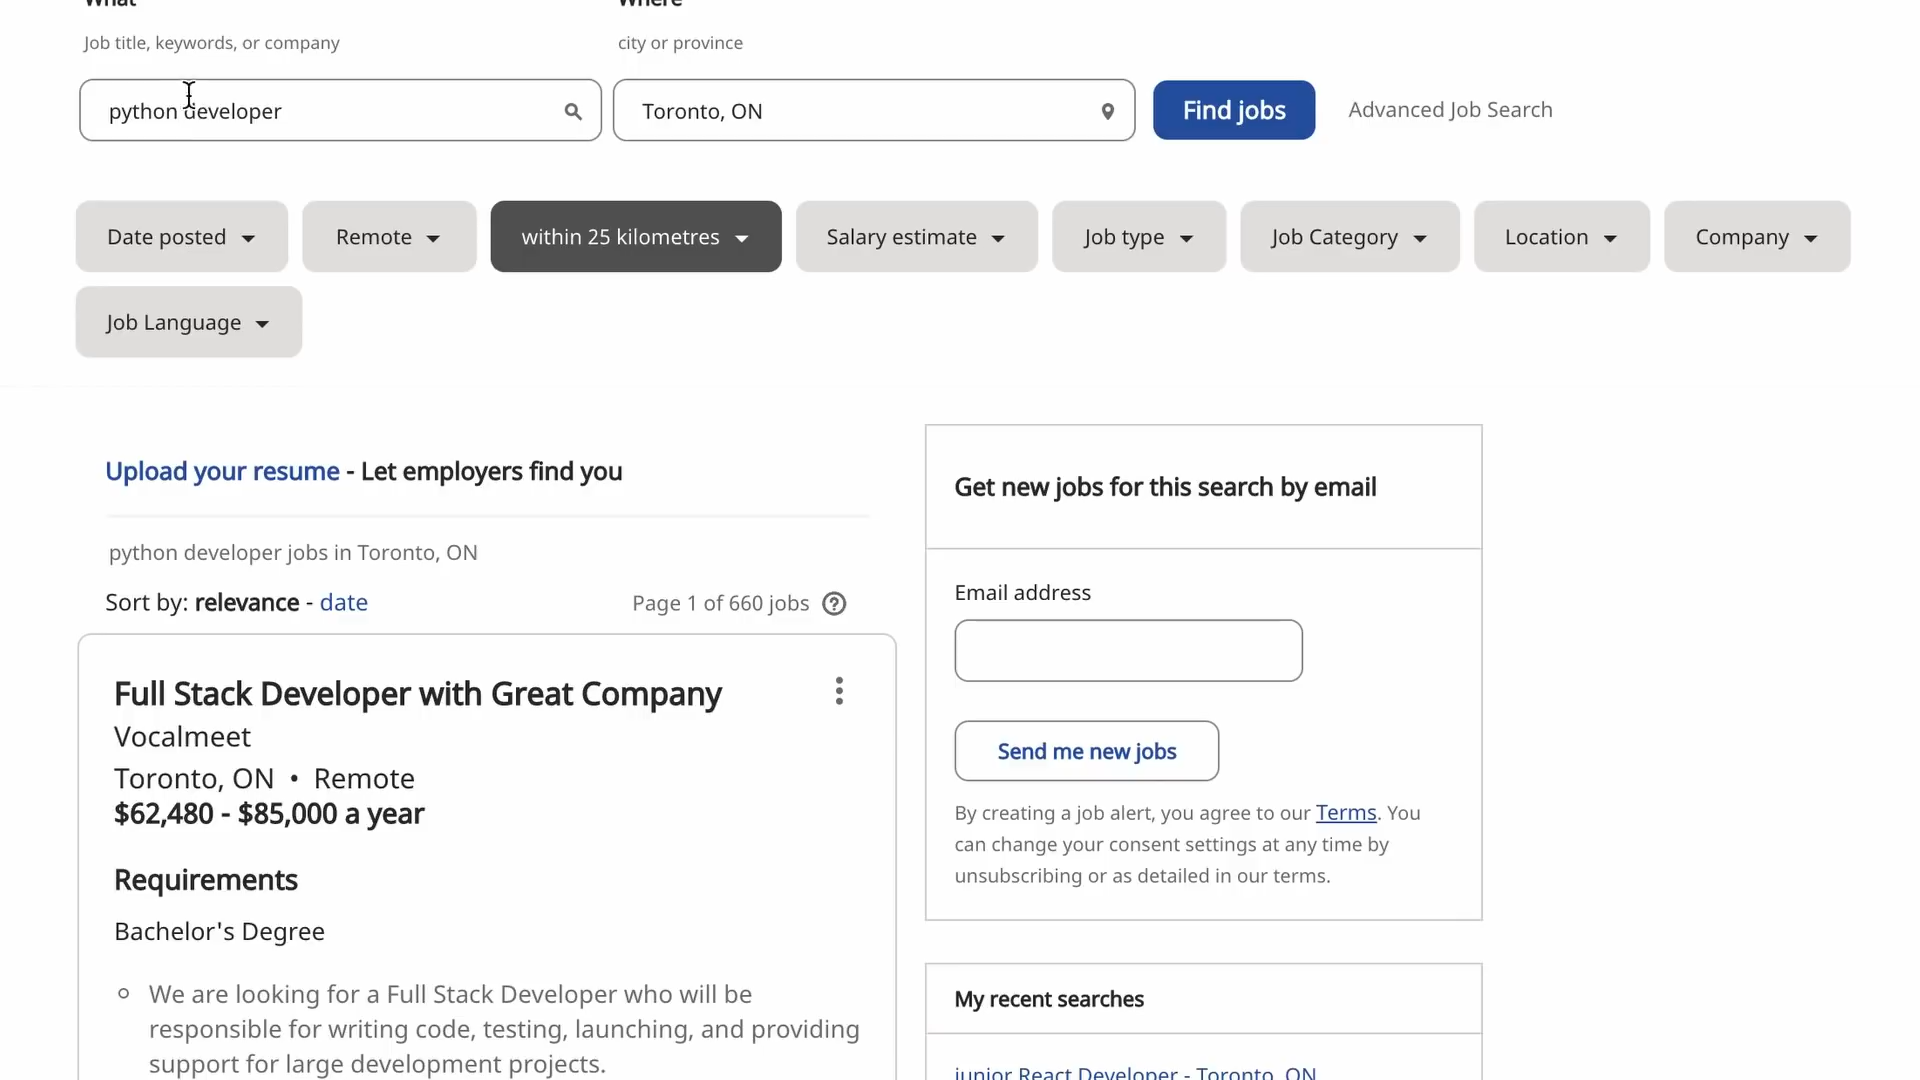 What
Where
Job title, keywords, or company
city or province
python developer
Toronto, ON
Find jobs
Advanced Job Search
Date posted
Remote
within 25 kilometres
Salary estimate
Job type
Job Category
Location
Company
Job Language
Upload your resume - Let employers find you
python developer jobs in Toronto, ON
Sort by: relevance - date
Page 1 of 660 jobs
Full Stack Developer with Great Company
Vocalmeet
Toronto, ON • Remote
$62,480 - $85,000 a year
Requirements
Bachelor's Degree
We are looking for a Full Stack Developer who will be
responsible for writing code, testing, launching, and providing
support for large development projects.
Get new jobs for this search by email
Email address
Send me new jobs
By creating a job alert, you agree to our Terms. You
can change your consent settings at any time by
unsubscribing or as detailed in our terms.
My recent searches
junior React Developer - Toronto, ON